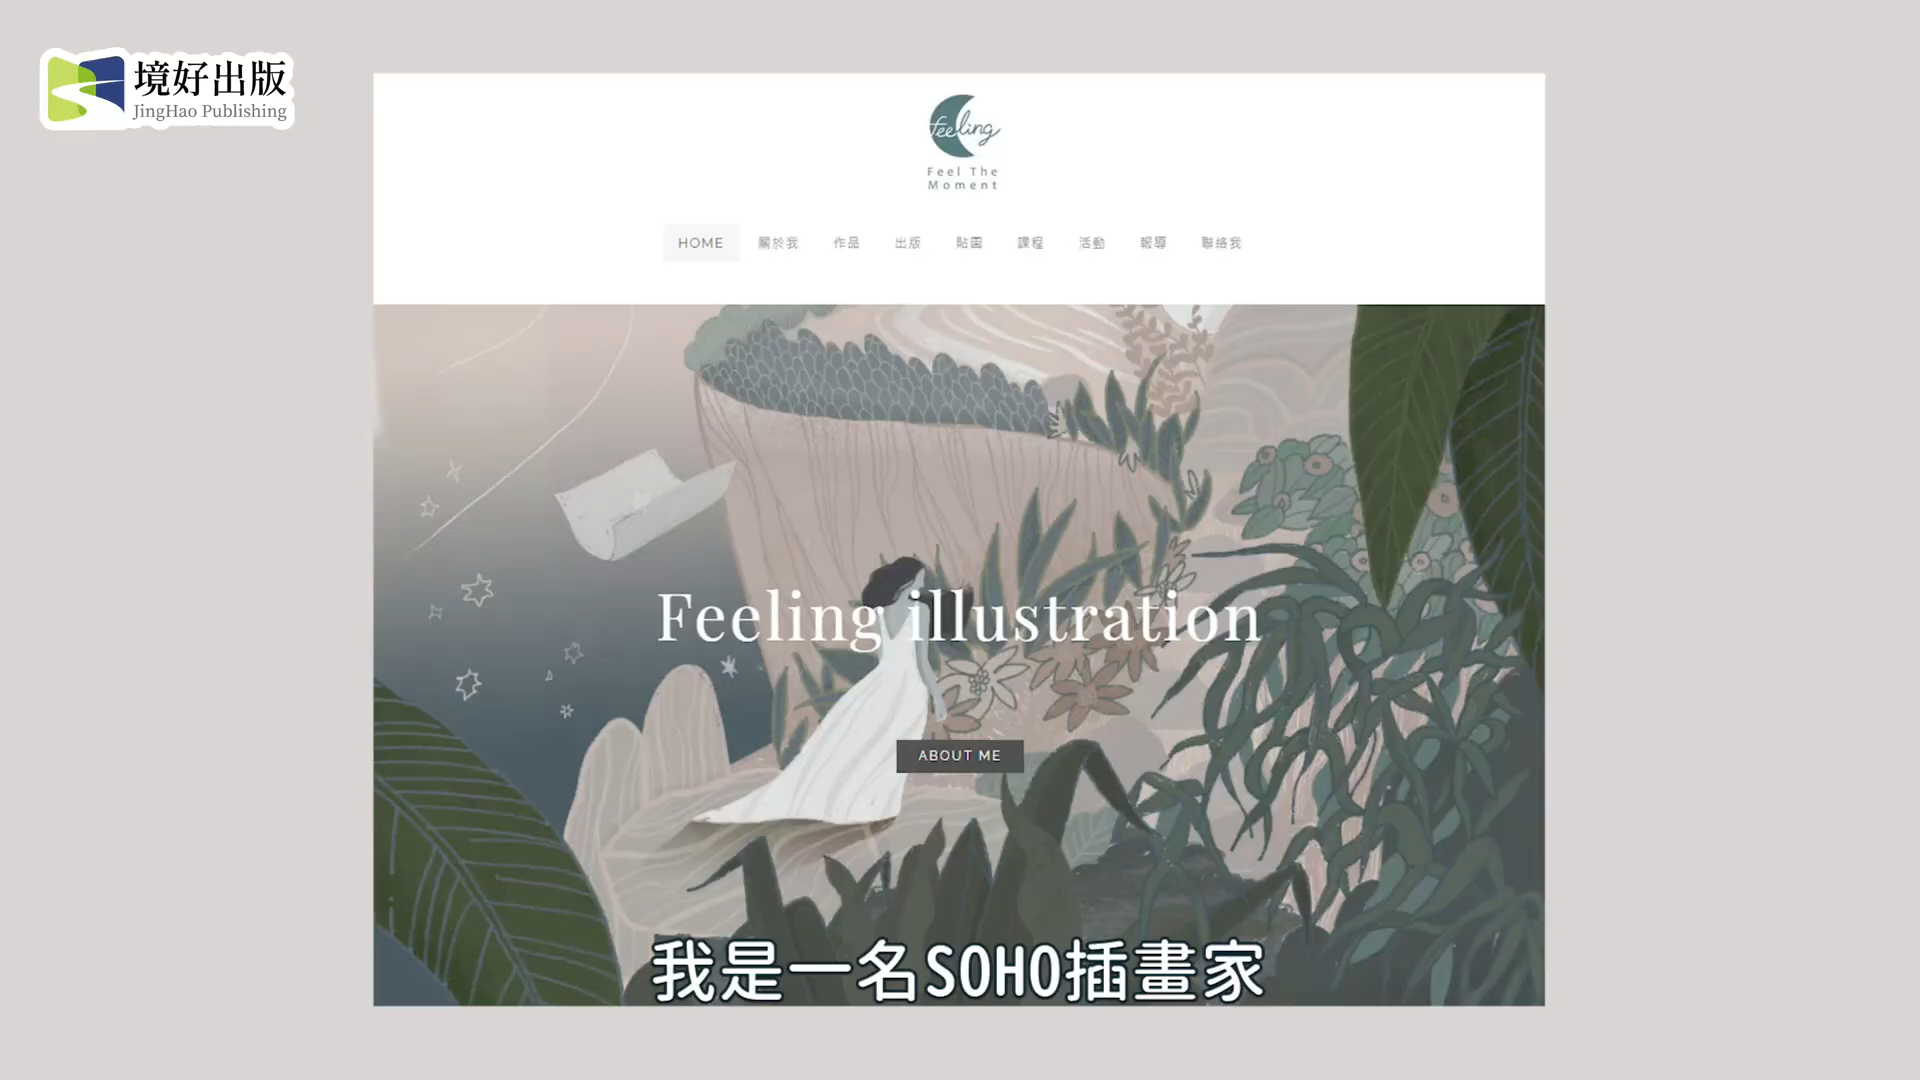 境好出版
JingHao Publishing
feeling
Feel The
Moment
HOME 關於我 作品 出版 貼圖 課程 活動 報導 聯絡我
Feeling illustration
ABOUT ME
我是一名SOHO插畫家